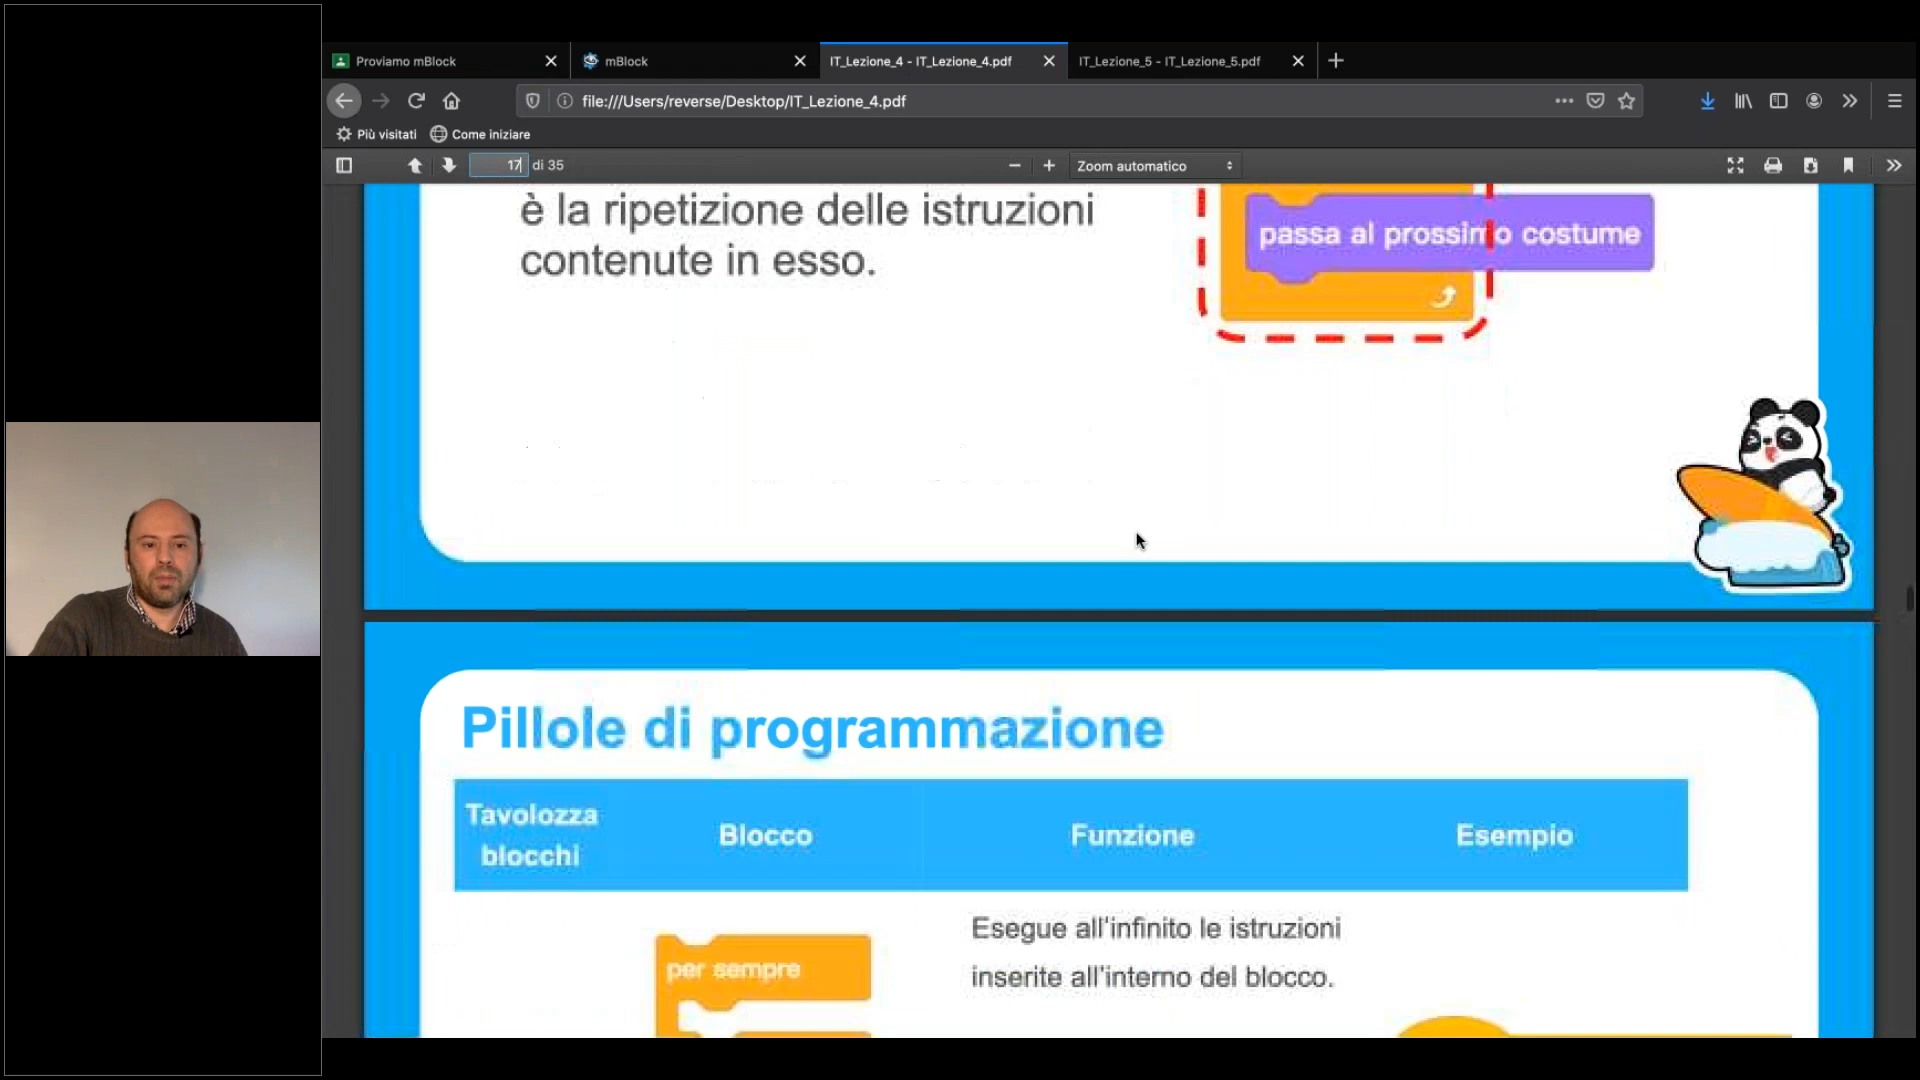 Proviamo mBlock
mBlock
IT_Lezione_4 - IT_Lezione_4.pdf
IT_Lezione_5 - IT_Lezione_5.pdf
file:///Users/reverse/Desktop/IT_Lezione_4.pdf
Più visitati
Come iniziare
17 di 35
Zoom automatico
è la ripetizione delle istruzioni
contenute in esso.
passa al prossimo costume
Pillole di programmazione
Tavolozza
blocchi
Blocco
Funzione
Esempio
per sempre
Esegue all'infinito le istruzioni
inserite all'interno del blocco.